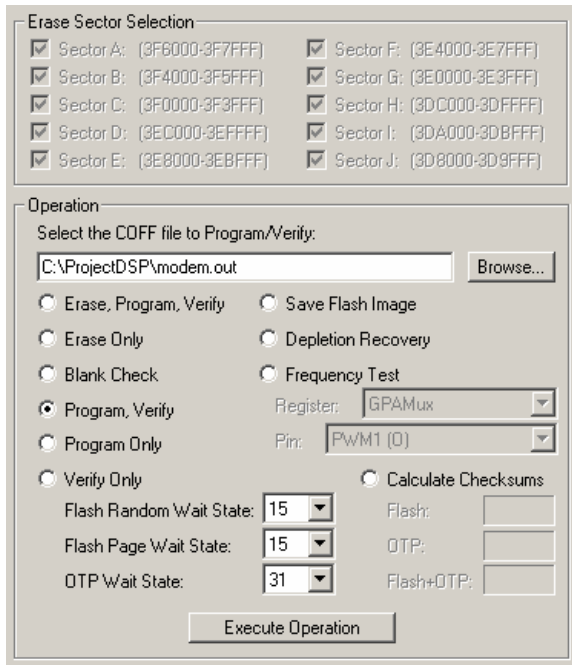 Erase Sector Selection
Sector A: (3F6000-3F7FFF)
Sector F: (3E4000-3E7FFF)
Sector B: (3F4000-3F5FFF)
Sector G: (3E0000-3E3FFF)
Sector C: (3F0000-3F3FFF)
Sector H: (3DC000-3DFFFF)
Sector D: (3EC000-3EFFFF)
Sector I: (3DA000-3DBFFF)
Sector E: (3E8000-3EBFFF)
Sector J: (3D8000-3D9FFF)
Operation
Select the COFF file to Program/Verify:
C:\ProjectDSP\modem.out
Browse...
Erase, Program, Verify
Save Flash Image
Erase Only
Depletion Recovery
Blank Check
Frequency Test
Program, Verify
Register: GPAMux
Program Only
Pin: PWM1 (0)
Verify Only
Calculate Checksums
Flash Random Wait State: 15
Flash:
Flash Page Wait State: 15
OTP:
OTP Wait State: 31
Flash+OTP:
Execute Operation